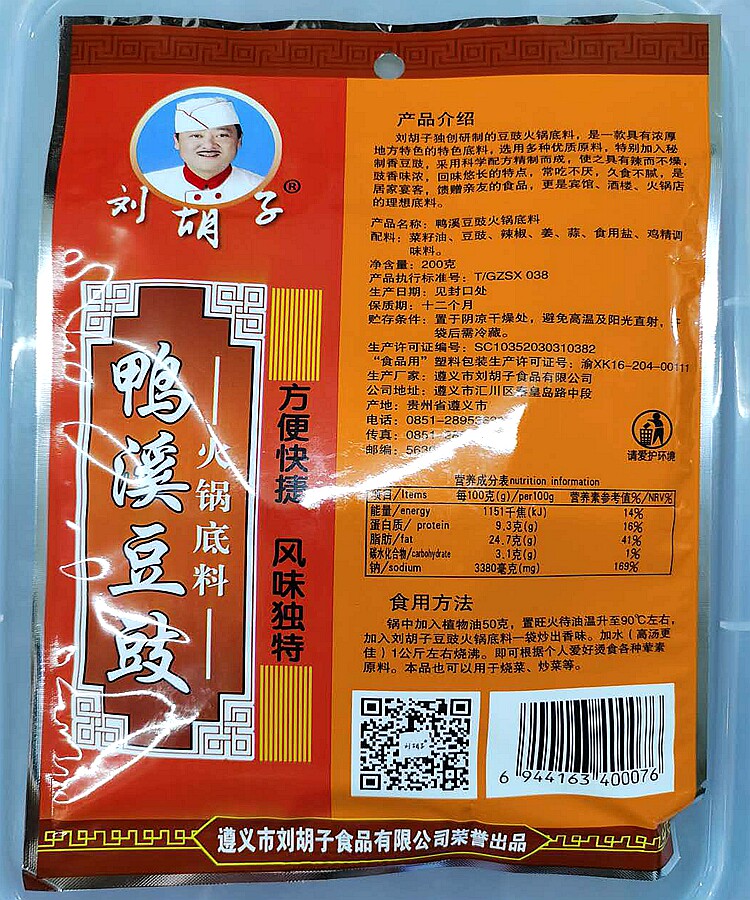 刘胡子®
鸭溪豆豉
火锅底料
方便快捷 风味独特
产品介绍
刘胡子独创研制的豆豉火锅底料，是一款具有浓厚
地方特色的特色底料，选用多种优质原料，特别加入秘
制香豆豉，采用科学配方精制而成，使之具有辣而不燥，
豉香味浓，回味悠长的特点，常吃不厌，久食不腻，是
居家宴客，馈赠亲友的食品，更是宾馆、酒楼、火锅店
的理想底料。
产品名称：鸭溪豆豉火锅底料
配料：菜籽油、豆豉、辣椒、姜、蒜、食用盐、鸡精调
味料。
净含量：200克
产品执行标准号：T/GZSX 038
生产日期：见封口处
保质期：十二个月
贮存条件：置于阴凉干燥处，避免高温及阳光直射，
袋后需冷藏。
生产许可证编号：SC10352030310382
“食品用”塑料包装生产许可证号：渝XK16-204-00111
生产厂家：遵义市刘胡子食品有限公司
公司地址：遵义市汇川区秦皇岛路中段
产地：贵州省遵义市
电话：0851-28953
传真：0851-28
邮编：563
请爱护环境
营养成分表nutrition information
项目/Items 每100克(g)/per100g 营养素参考值%/NRV%
能量/energy 1151千焦(kJ) 14%
蛋白质/ protein 9.3克(g) 16%
脂肪/fat 24.7克(g) 41%
碳水化合物/carbohydrate 3.1克(g) 1%
钠/sodium 3380毫克(mg) 169%
食用方法
锅中加入植物油50克，置旺火待油温升至90℃左右，
加入刘胡子豆豉火锅底料一袋炒出香味。加水（高汤更
佳）1公斤左右烧沸。即可根据个人爱好烫食各种荤素
原料。本品也可以用于烧菜、炒菜等。
刘胡子
6 944163 400076
遵义市刘胡子食品有限公司荣誉出品